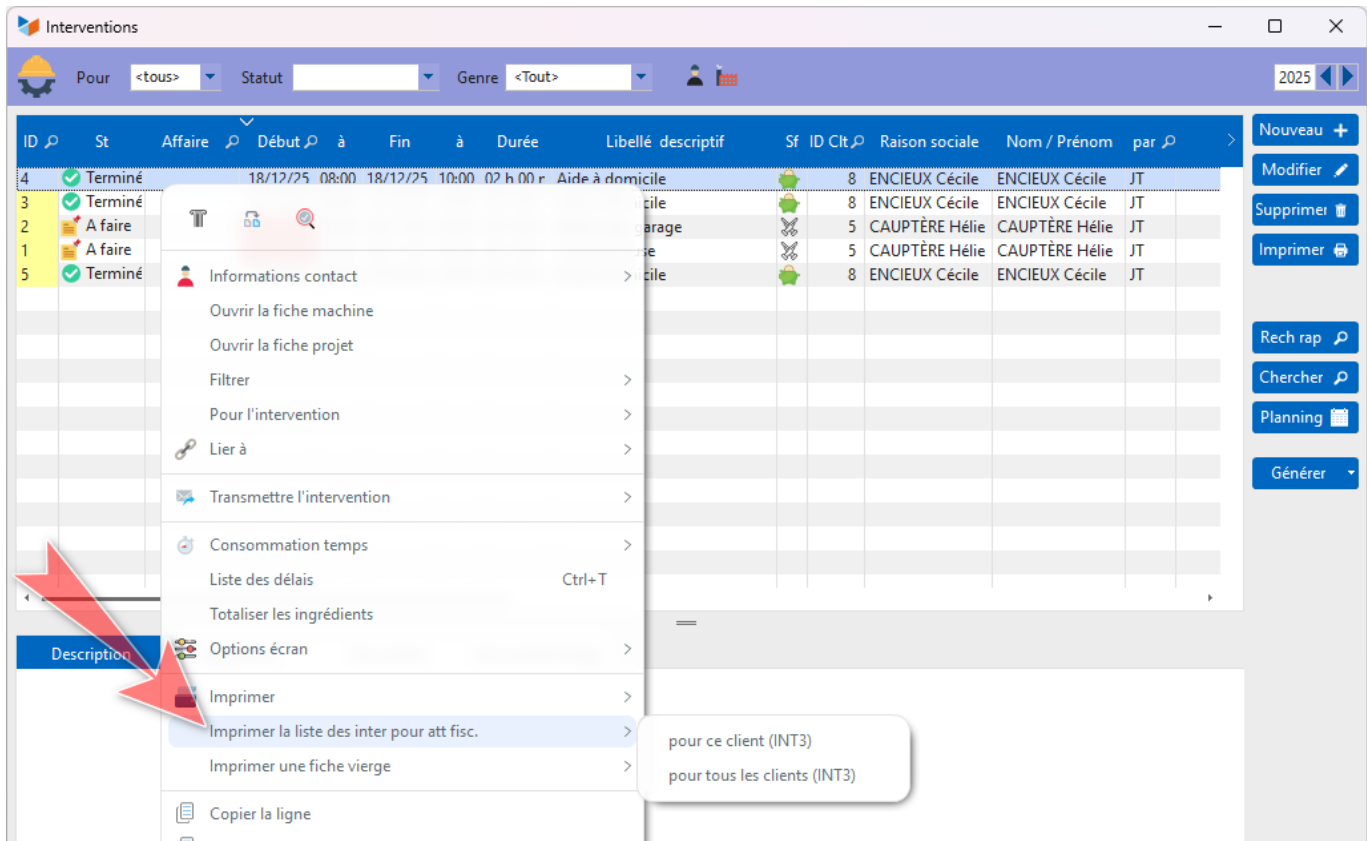 Interventions
Pour <tous> Statut Genre <Tout> 2025
ID St Affaire Début à Fin à Durée Libellé descriptif Sf ID Clt Raison sociale Nom / Prénom par
4 Terminé 18/12/25 08:00 18/12/25 10:00 02 h 00 r Aide à domicile 8 ENCIEUX Cécile ENCIEUX Cécile JT
3 Terminé cile 8 ENCIEUX Cécile ENCIEUX Cécile JT
2 A faire garage 5 CAUPTÈRE Hélie CAUPTÈRE Hélie JT
1 A faire se 5 CAUPTÈRE Hélie CAUPTÈRE Hélie JT
5 Terminé cile 8 ENCIEUX Cécile ENCIEUX Cécile JT
Nouveau
Modifier
Supprimer
Imprimer
Rech rap
Chercher
Planning
Générer
Informations contact
Ouvrir la fiche machine
Ouvrir la fiche projet
Filtrer
Pour l'intervention
Lier à
Transmettre l'intervention
Consommation temps
Liste des délais Ctrl+T
Totaliser les ingrédients
Options écran
Description
Imprimer
Imprimer la liste des inter pour att fisc.
pour ce client (INT3)
pour tous les clients (INT3)
Imprimer une fiche vierge
Copier la ligne